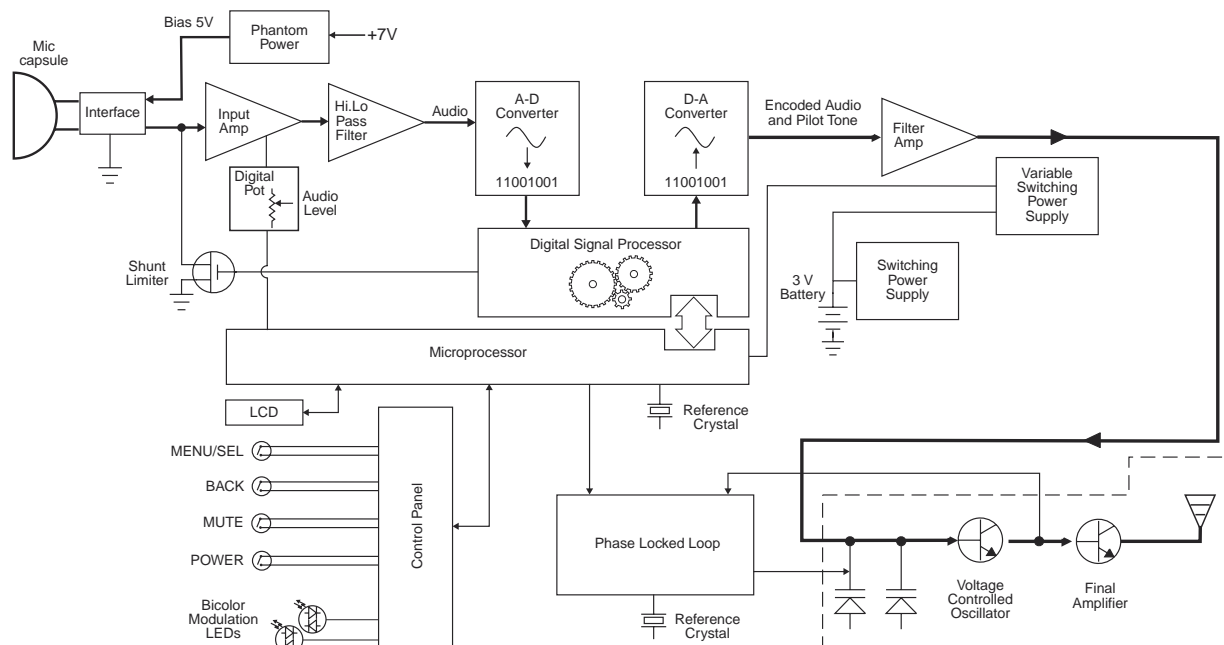 Bias 5V
Phantom
Power
+7V
Mic
capsule
Interface
Input
Amp
Hi.Lo
Pass
Filter
Audio
A-D
Converter
11001001
D-A
Converter
11001001
Encoded Audio
and Pilot Tone
Filter
Amp
Digital
Pot
Audio
Level
Variable
Switching
Power
Supply
Shunt
Limiter
Digital Signal Processor
3 V
Battery
Switching
Power
Supply
Microprocessor
LCD
Reference
Crystal
MENU/SEL
BACK
MUTE
POWER
Bicolor
Modulation
LEDs
Control Panel
Phase Locked Loop
Reference
Crystal
Voltage
Controlled
Oscillator
Final
Amplifier